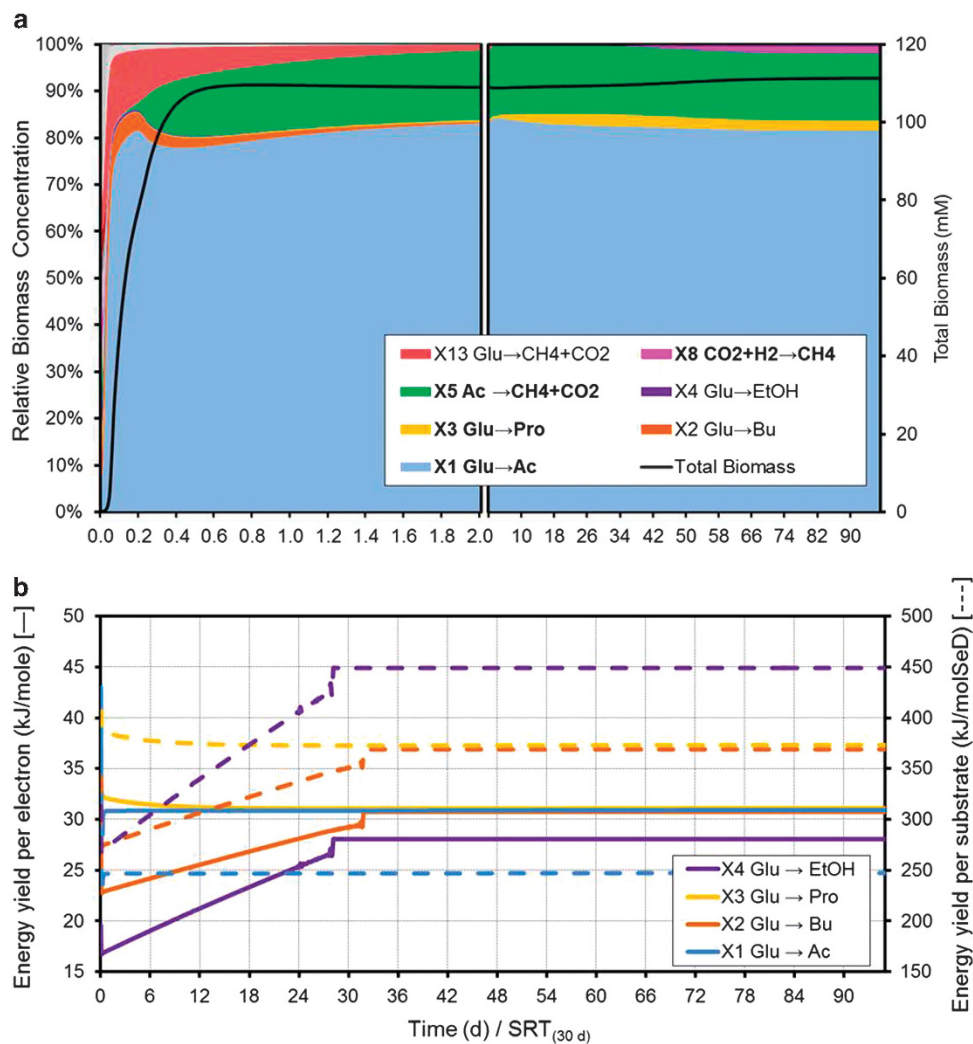 a
100%
90%
80%
70%
60%
50%
40%
30%
20%
10%
0%
Relative Biomass Concentration
120
100
80
60
40
20
0
Total Biomass (mM)
X13 Glu→CH4+CO2
X8 CO2+H2→CH4
X5 Ac →CH4+CO2
X4 Glu→EtOH
X3 Glu→Pro
X2 Glu→Bu
X1 Glu→Ac
Total Biomass
0.0 0.2 0.4 0.6 0.8 1.0 1.2 1.4 1.6 1.8 2.0 2 10 18 26 34 42 50 58 66 74 82 90
b
50
45
40
35
30
25
20
15
Energy yield per electron (kJ/mole) [—]
500
450
400
350
300
250
200
150
Energy yield per substrate (kJ/molSeD) [---]
X4 Glu → EtOH
X3 Glu → Pro
X2 Glu → Bu
X1 Glu → Ac
0 6 12 18 24 30 36 42 48 54 60 66 72 78 84 90
Time (d) / SRT(30 d)